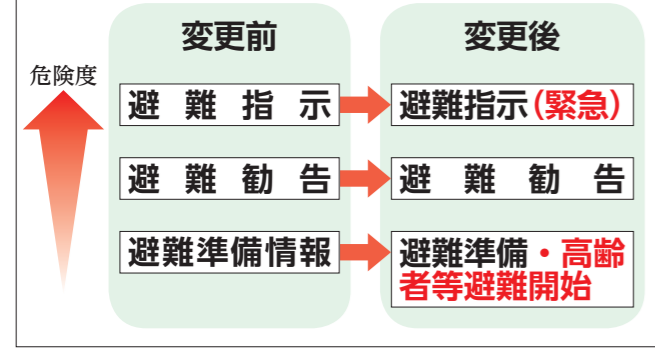 変更前
変更後
危険度
避難指示
避難指示(緊急)
避難勧告
避難勧告
避難準備情報
避難準備・高齢
者等避難開始